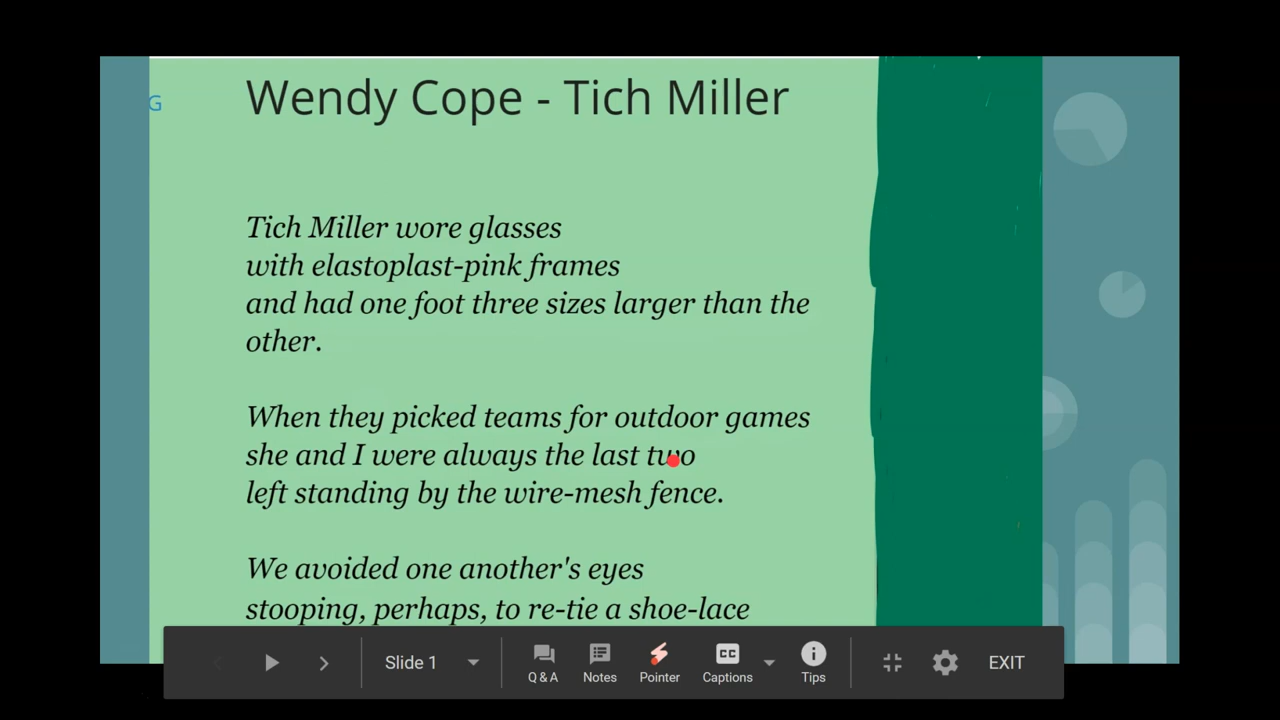 G
Wendy Cope - Tich Miller
Tich Miller wore glasses
with elastoplast-pink frames
and had one foot three sizes larger than the
other.
When they picked teams for outdoor games
she and I were always the last two
left standing by the wire-mesh fence.
We avoided one another's eyes
stooping, perhaps, to re-tie a shoe-lace
Slide 1
Q & A
Notes
Pointer
CC
Captions
Tips
EXIT